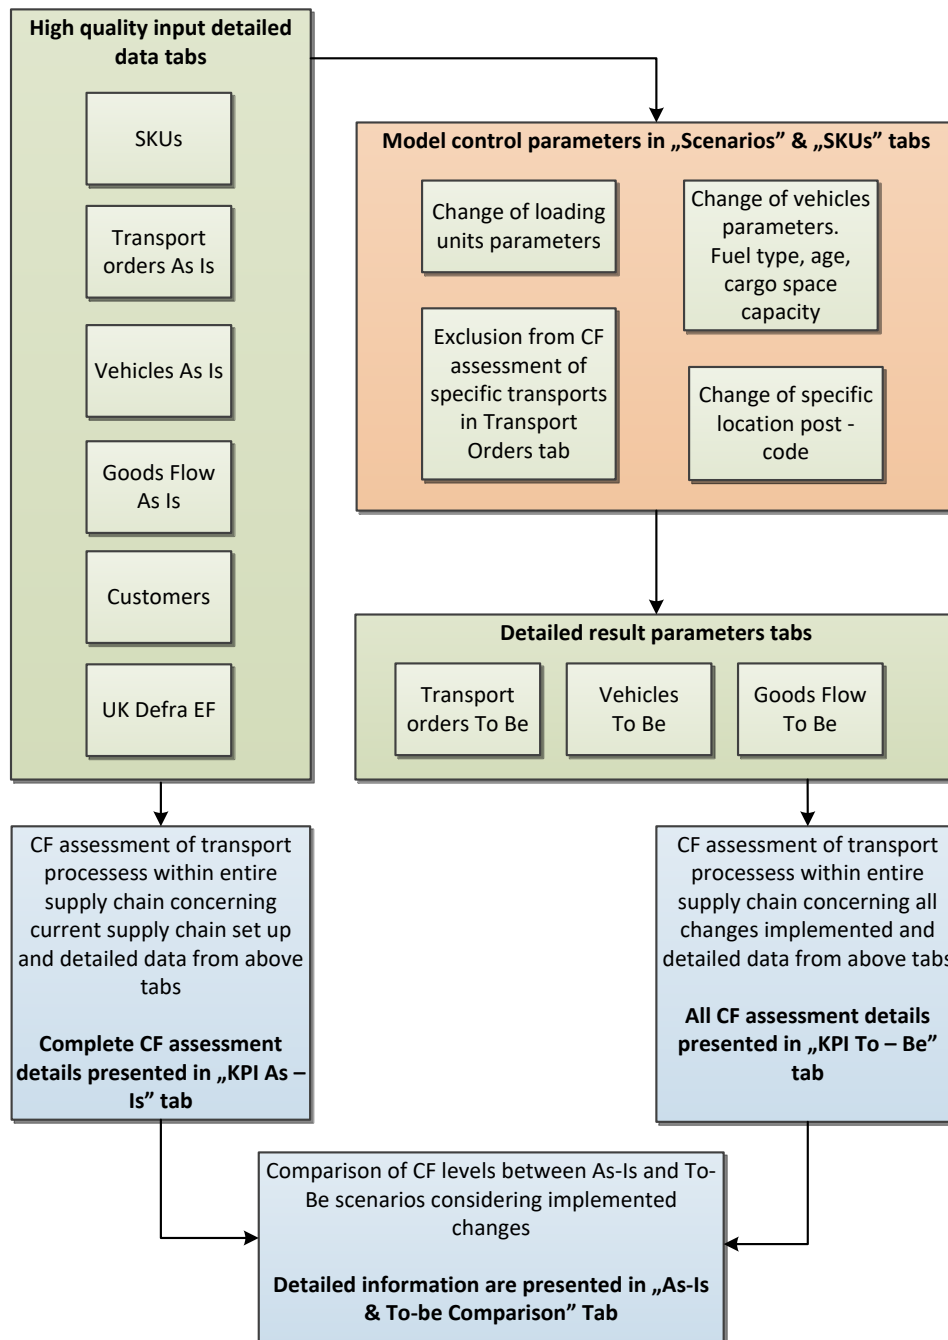 High quality input detailed
data tabs
SKUs
Transport
orders As Is
Vehicles As Is
Goods Flow
As Is
Customers
UK Defra EF
Model control parameters in „Scenarios” & „SKUs” tabs
Change of loading
units parameters
Change of vehicles
parameters.
Fuel type, age,
cargo space
capacity
Exclusion from CF
assessment of
specific transports
in Transport
Orders tab
Change of specific
location post -
code
Detailed result parameters tabs
Transport
orders To Be
Vehicles
To Be
Goods Flow
To Be
CF assessment of transport
processess within entire
supply chain concerning
current supply chain set up
and detailed data from above
tabs
Complete CF assessment
details presented in „KPI As –
Is” tab
CF assessment of transport
processess within entire
supply chain concerning all
changes implemented and
detailed data from above tabs
All CF assessment details
presented in „KPI To – Be”
tab
Comparison of CF levels between As-Is and To-
Be scenarios considering implemented
changes
Detailed information are presented in „As-Is
& To-be Comparison” Tab